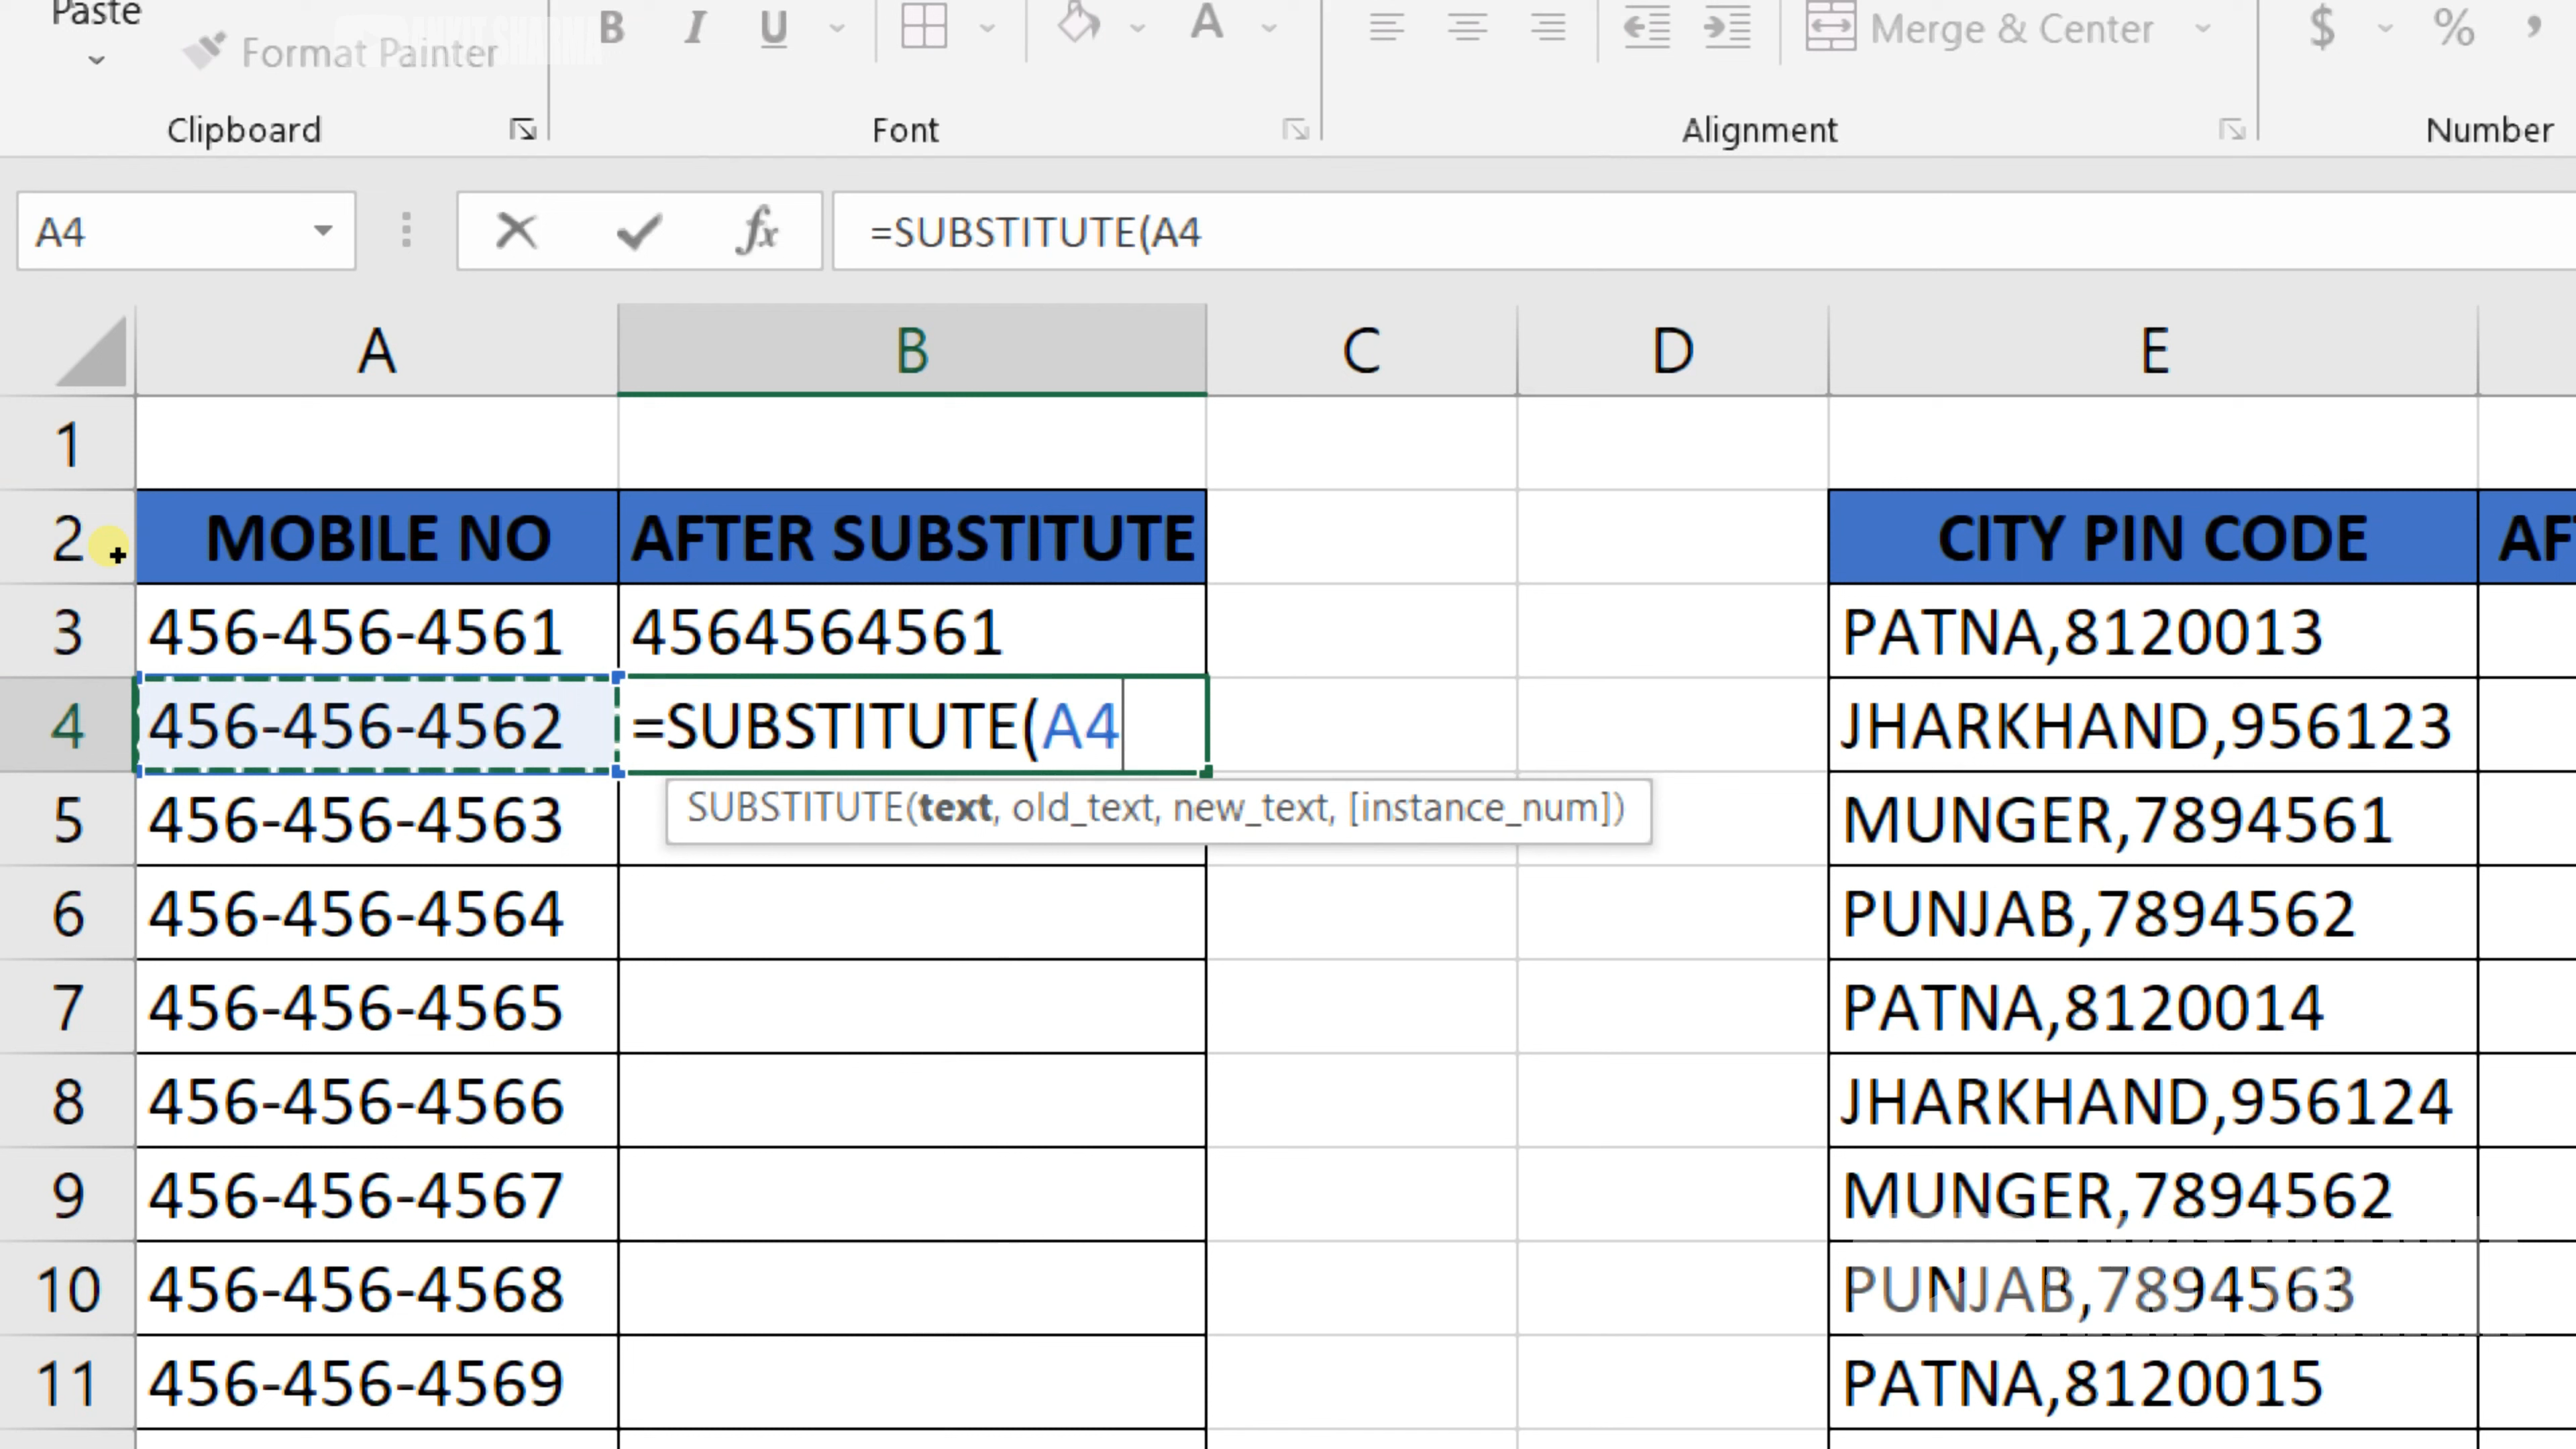 Paste
Format Painter
B I U A
Merge & Center
$ % ,
Clipboard Font Alignment Number
A4 fx =SUBSTITUTE(A4
A B C D E
1
2 MOBILE NO AFTER SUBSTITUTE CITY PIN CODE AF
3 456-456-4561 4564564561 PATNA,8120013
4 456-456-4562 =SUBSTITUTE(A4 JHARKHAND,956123
SUBSTITUTE(text, old_text, new_text, [instance_num])
5 456-456-4563 MUNGER,7894561
6 456-456-4564 PUNJAB,7894562
7 456-456-4565 PATNA,8120014
8 456-456-4566 JHARKHAND,956124
9 456-456-4567 MUNGER,7894562
10 456-456-4568 PUNJAB,7894563
11 456-456-4569 PATNA,8120015